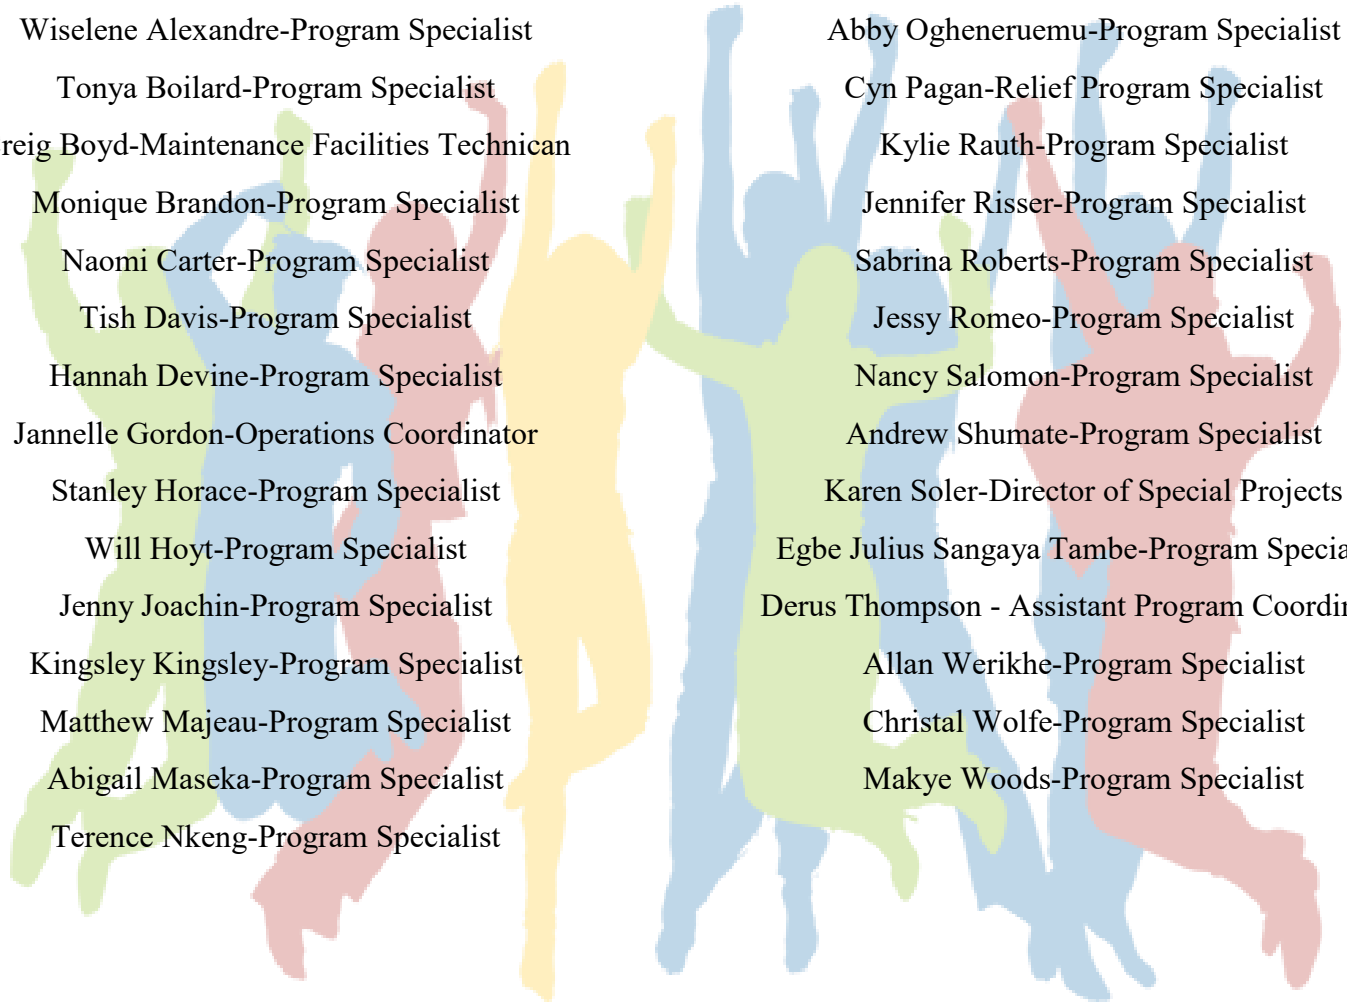 Wiselene Alexandre-Program Specialist
Tonya Boilard-Program Specialist
reig Boyd-Maintenance Facilities Technican
Monique Brandon-Program Specialist
Naomi Carter-Program Specialist
Tish Davis-Program Specialist
Hannah Devine-Program Specialist
Jannelle Gordon-Operations Coordinator
Stanley Horace-Program Specialist
Will Hoyt-Program Specialist
Jenny Joachin-Program Specialist
Kingsley Kingsley-Program Specialist
Matthew Majeau-Program Specialist
Abigail Maseka-Program Specialist
Terence Nkeng-Program Specialist
Abby Ogheneruemu-Program Specialist
Cyn Pagan-Relief Program Specialist
Kylie Rauth-Program Specialist
Jennifer Risser-Program Specialist
Sabrina Roberts-Program Specialist
Jessy Romeo-Program Specialist
Nancy Salomon-Program Specialist
Andrew Shumate-Program Specialist
Karen Soler-Director of Special Projects
Egbe Julius Sangaya Tambe-Program Specia
Derus Thompson - Assistant Program Coordi
Allan Werikhe-Program Specialist
Christal Wolfe-Program Specialist
Makye Woods-Program Specialist